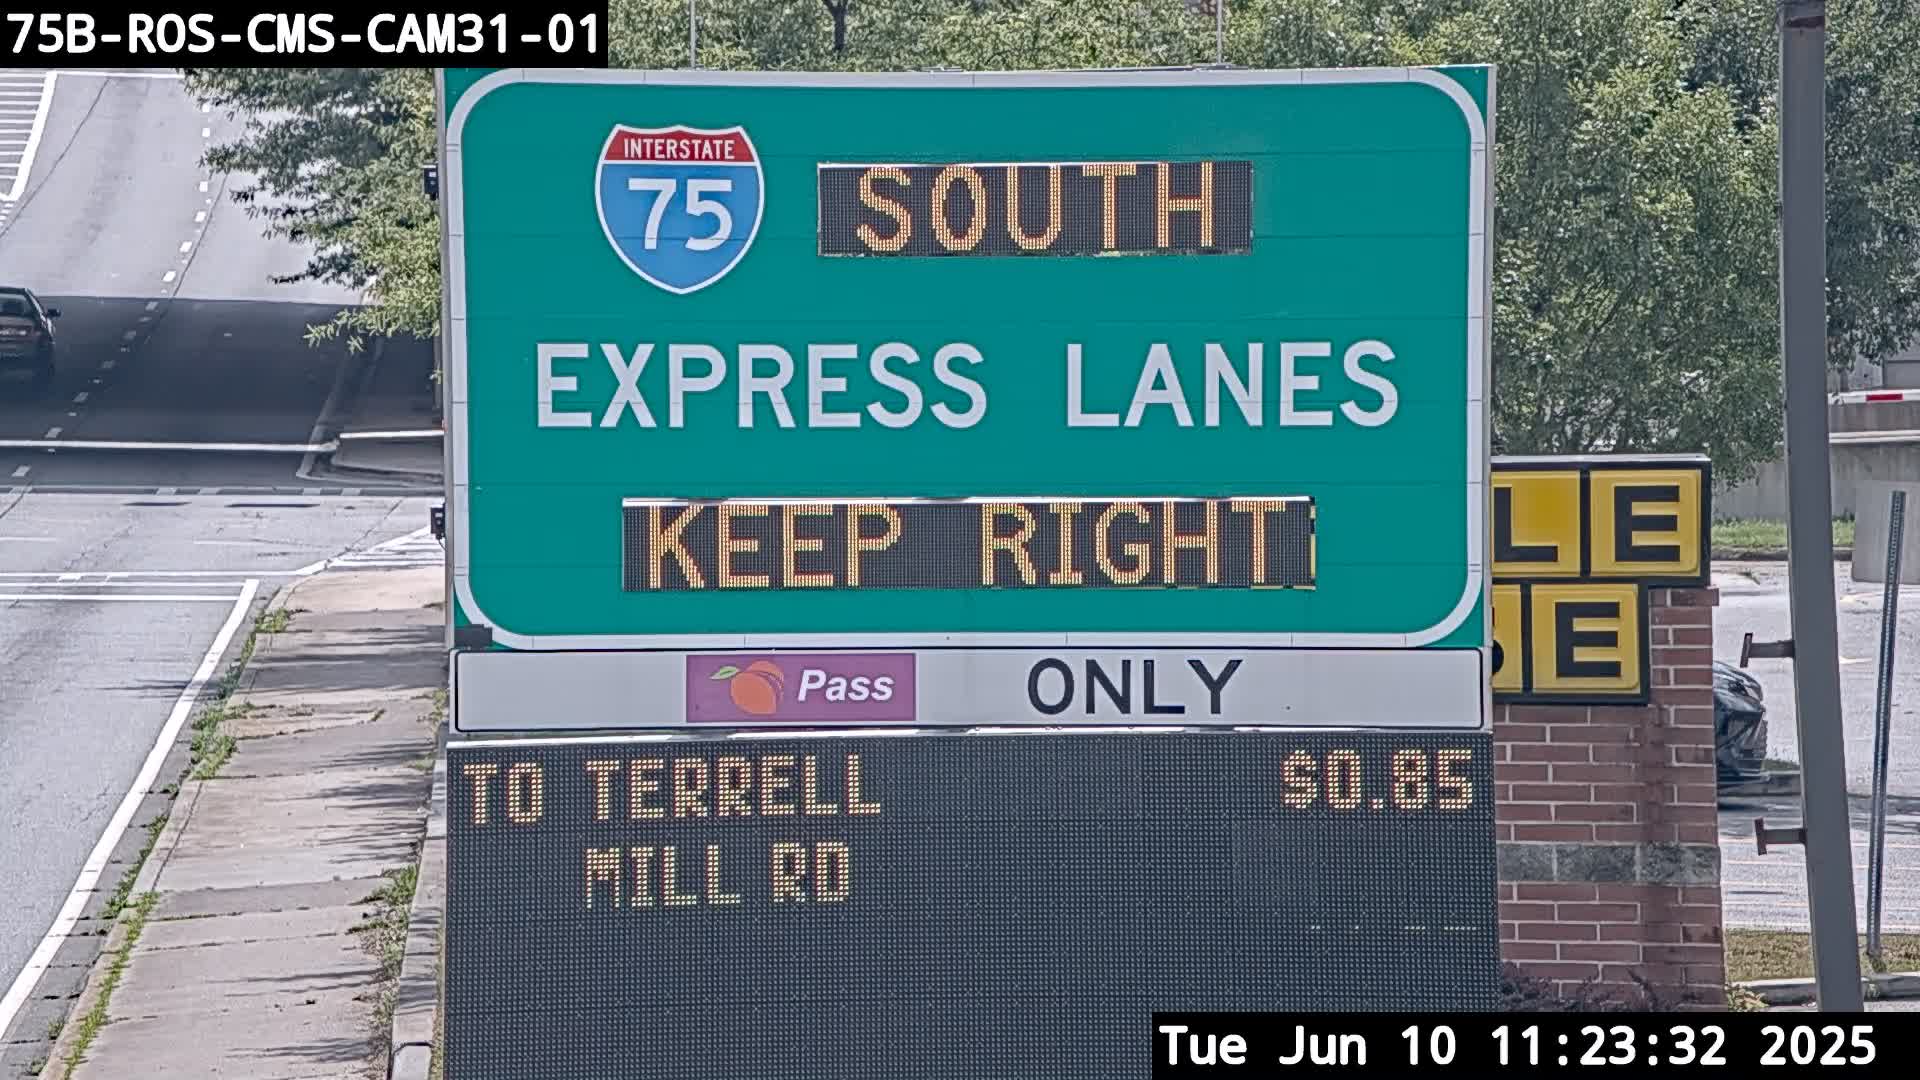 75B-ROS-CMS-CAM31-01
INTERSTATE
75
SOUTH
EXPRESS LANES
KEEP RIGHT
LE
E
Pass ONLY
TO TERRELL $0.85
MILL RD
Tue Jun 10 11:23:32 2025